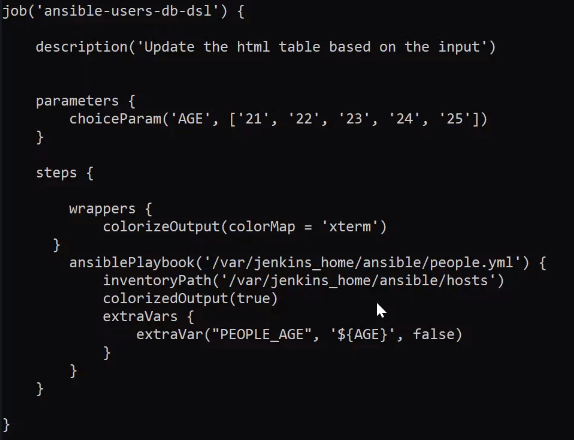 job('ansible-users-db-dsl') {
description('Update the html table based on the input')
parameters {
choiceParam('AGE', ['21', '22', '23', '24', '25'])
}
steps {
wrappers {
colorizeOutput(colorMap = 'xterm')
}
ansiblePlaybook('/var/jenkins_home/ansible/people.yml') {
inventoryPath('/var/jenkins_home/ansible/hosts')
colorizedOutput(true)
extraVars {
extraVar("PEOPLE_AGE", '${AGE}', false)
}
}
}
}